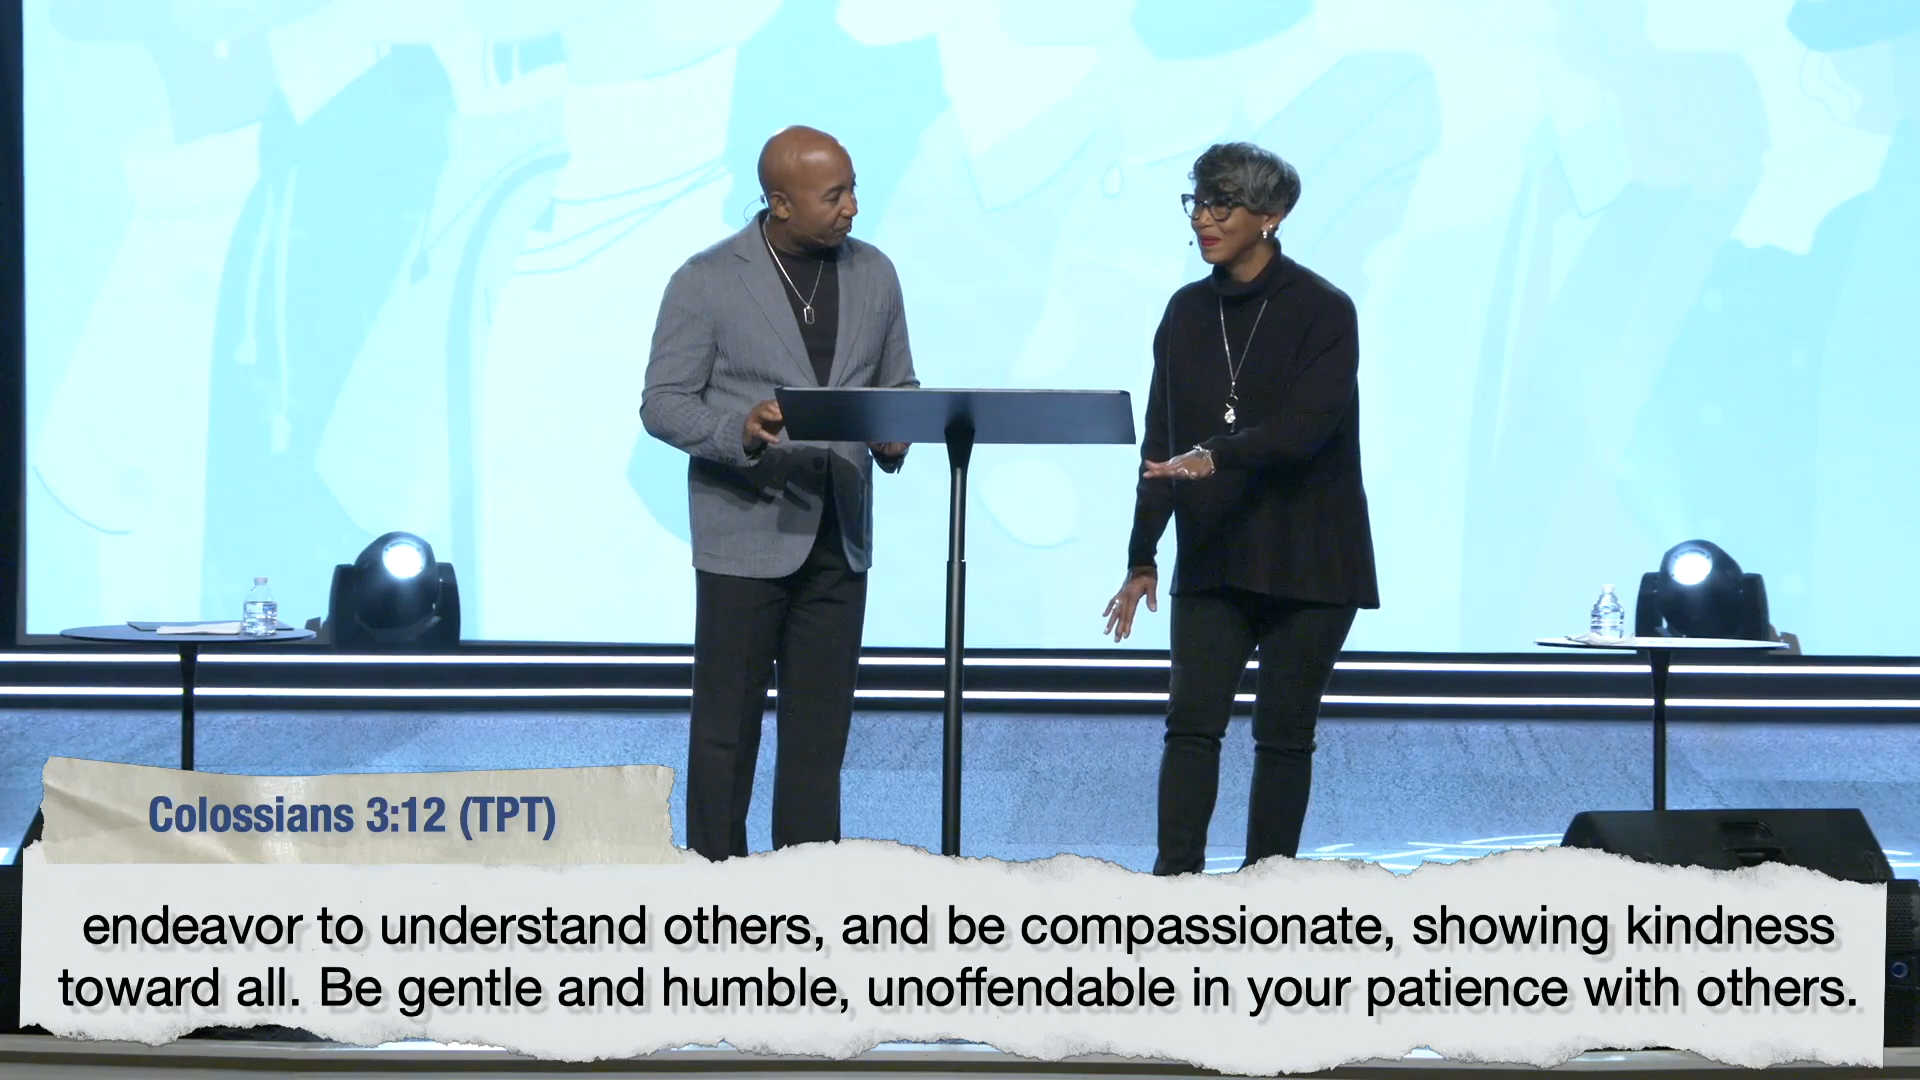 Colossians 3:12 (TPT)
endeavor to understand others, and be compassionate, showing kindness
toward all. Be gentle and humble, unoffendable in your patience with others.